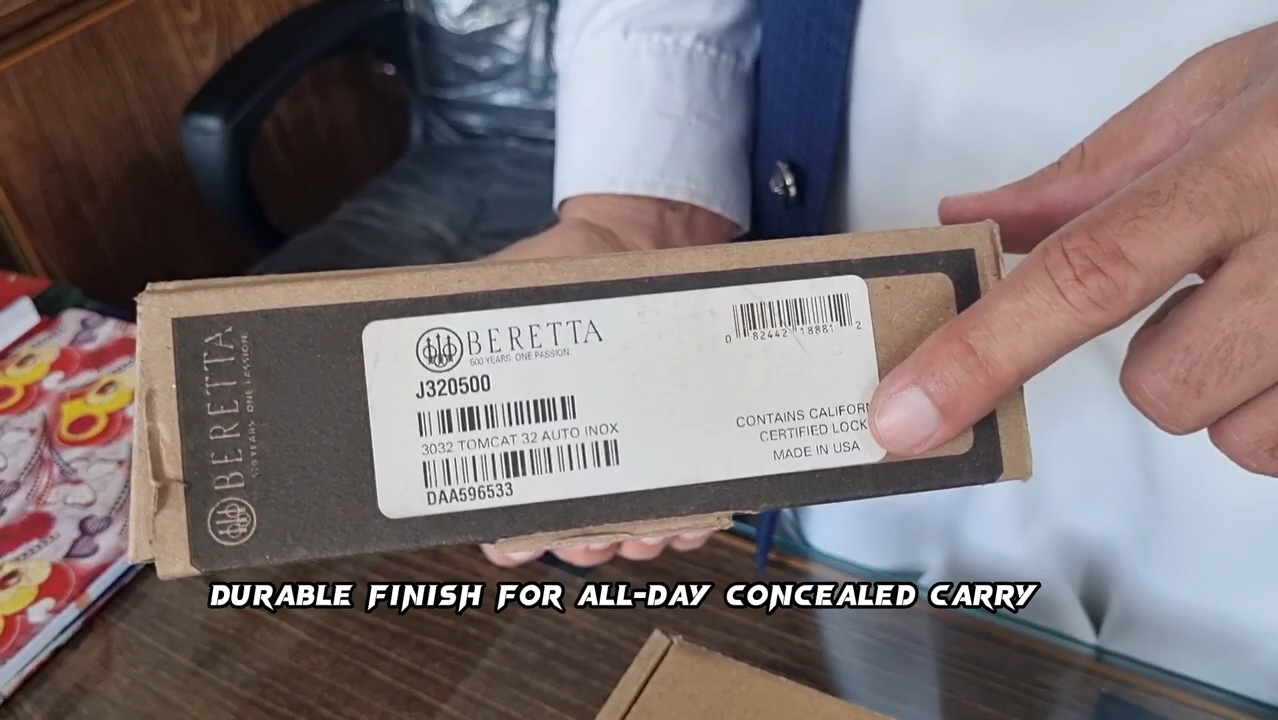 BERETTA
500 YEARS. ONE PASSION.
BERETTA
500 YEARS. ONE PASSION.
J320500
3032 TOMCAT 32 AUTO INOX
DAA596533
0 82442 18881 2
CONTAINS CALIFOR
CERTIFIED LOCK
MADE IN USA
DURABLE FINISH FOR ALL-DAY CONCEALED CARRY